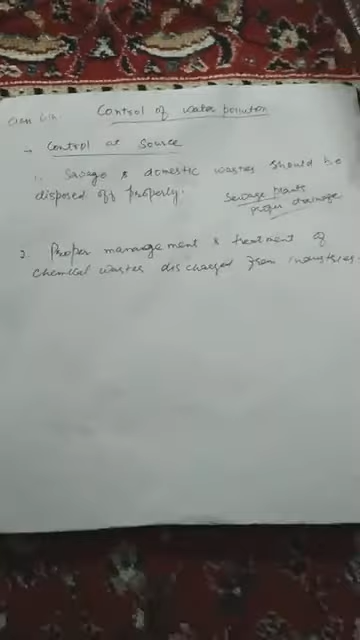 Control of water pollution
→ Control at Source
1. Savage & domestic wastes should be
disposed off properly.
Sewage plants
proper drainage
2. Proper management & treatment of
chemical wastes discharged from industries.